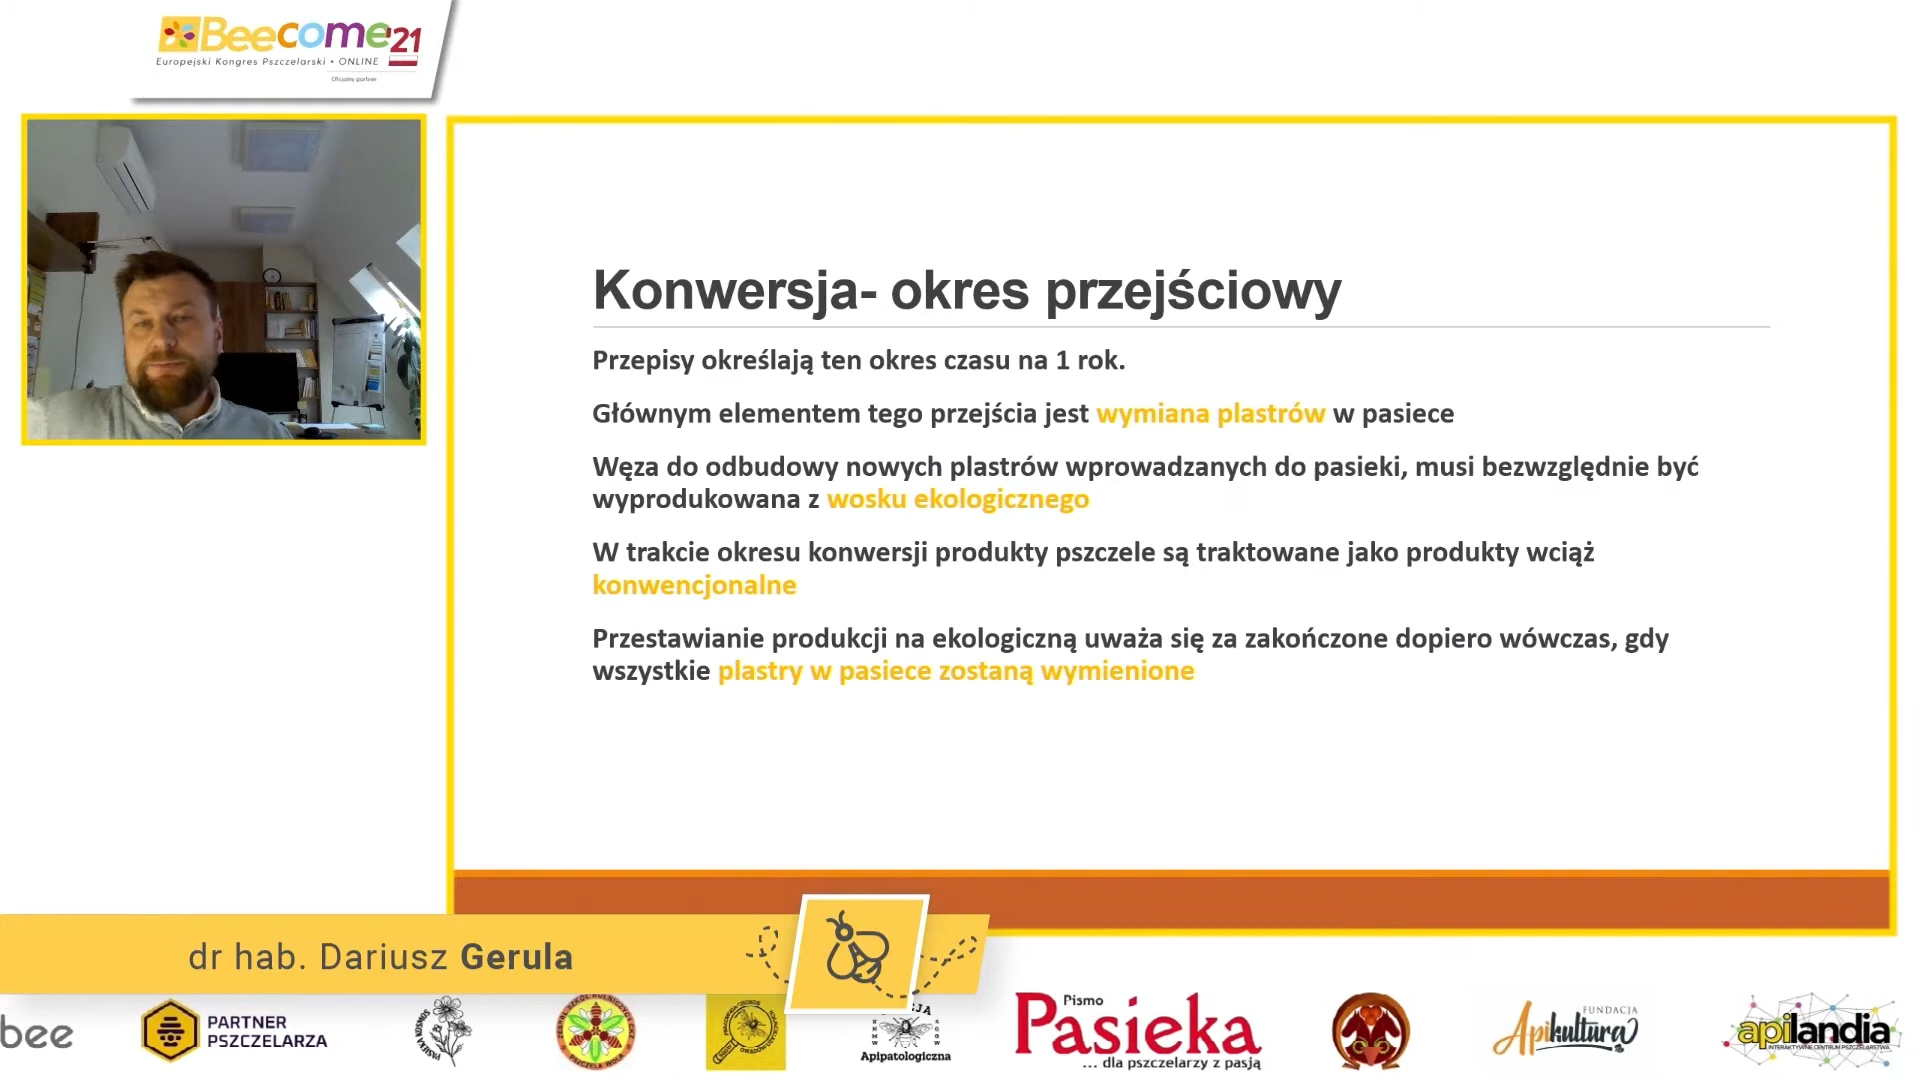 Beecome'21
Europejski Kongres Pszczelarski • ONLINE
Oficjalny partner
Konwersja- okres przejściowy
Przepisy określają ten okres czasu na 1 rok.
Głównym elementem tego przejścia jest wymiana plastrów w pasiece
Węza do odbudowy nowych plastrów wprowadzanych do pasieki, musi bezwzględnie być
wyprodukowana z wosku ekologicznego
W trakcie okresu konwersji produkty pszczele są traktowane jako produkty wciąż
konwencjonalne
Przestawianie produkcji na ekologiczną uważa się za zakończone dopiero wówczas, gdy
wszystkie plastry w pasiece zostaną wymienione
dr hab. Dariusz Gerula
bee
PARTNER
PSZCZELARZA
Apipatologiczna
Pismo
Pasieka
... dla pszczelarzy z pasją
FUNDACJA
Apikultura
apilandia
INTERAKTYWNE CENTRUM PSZCZELARSTWA